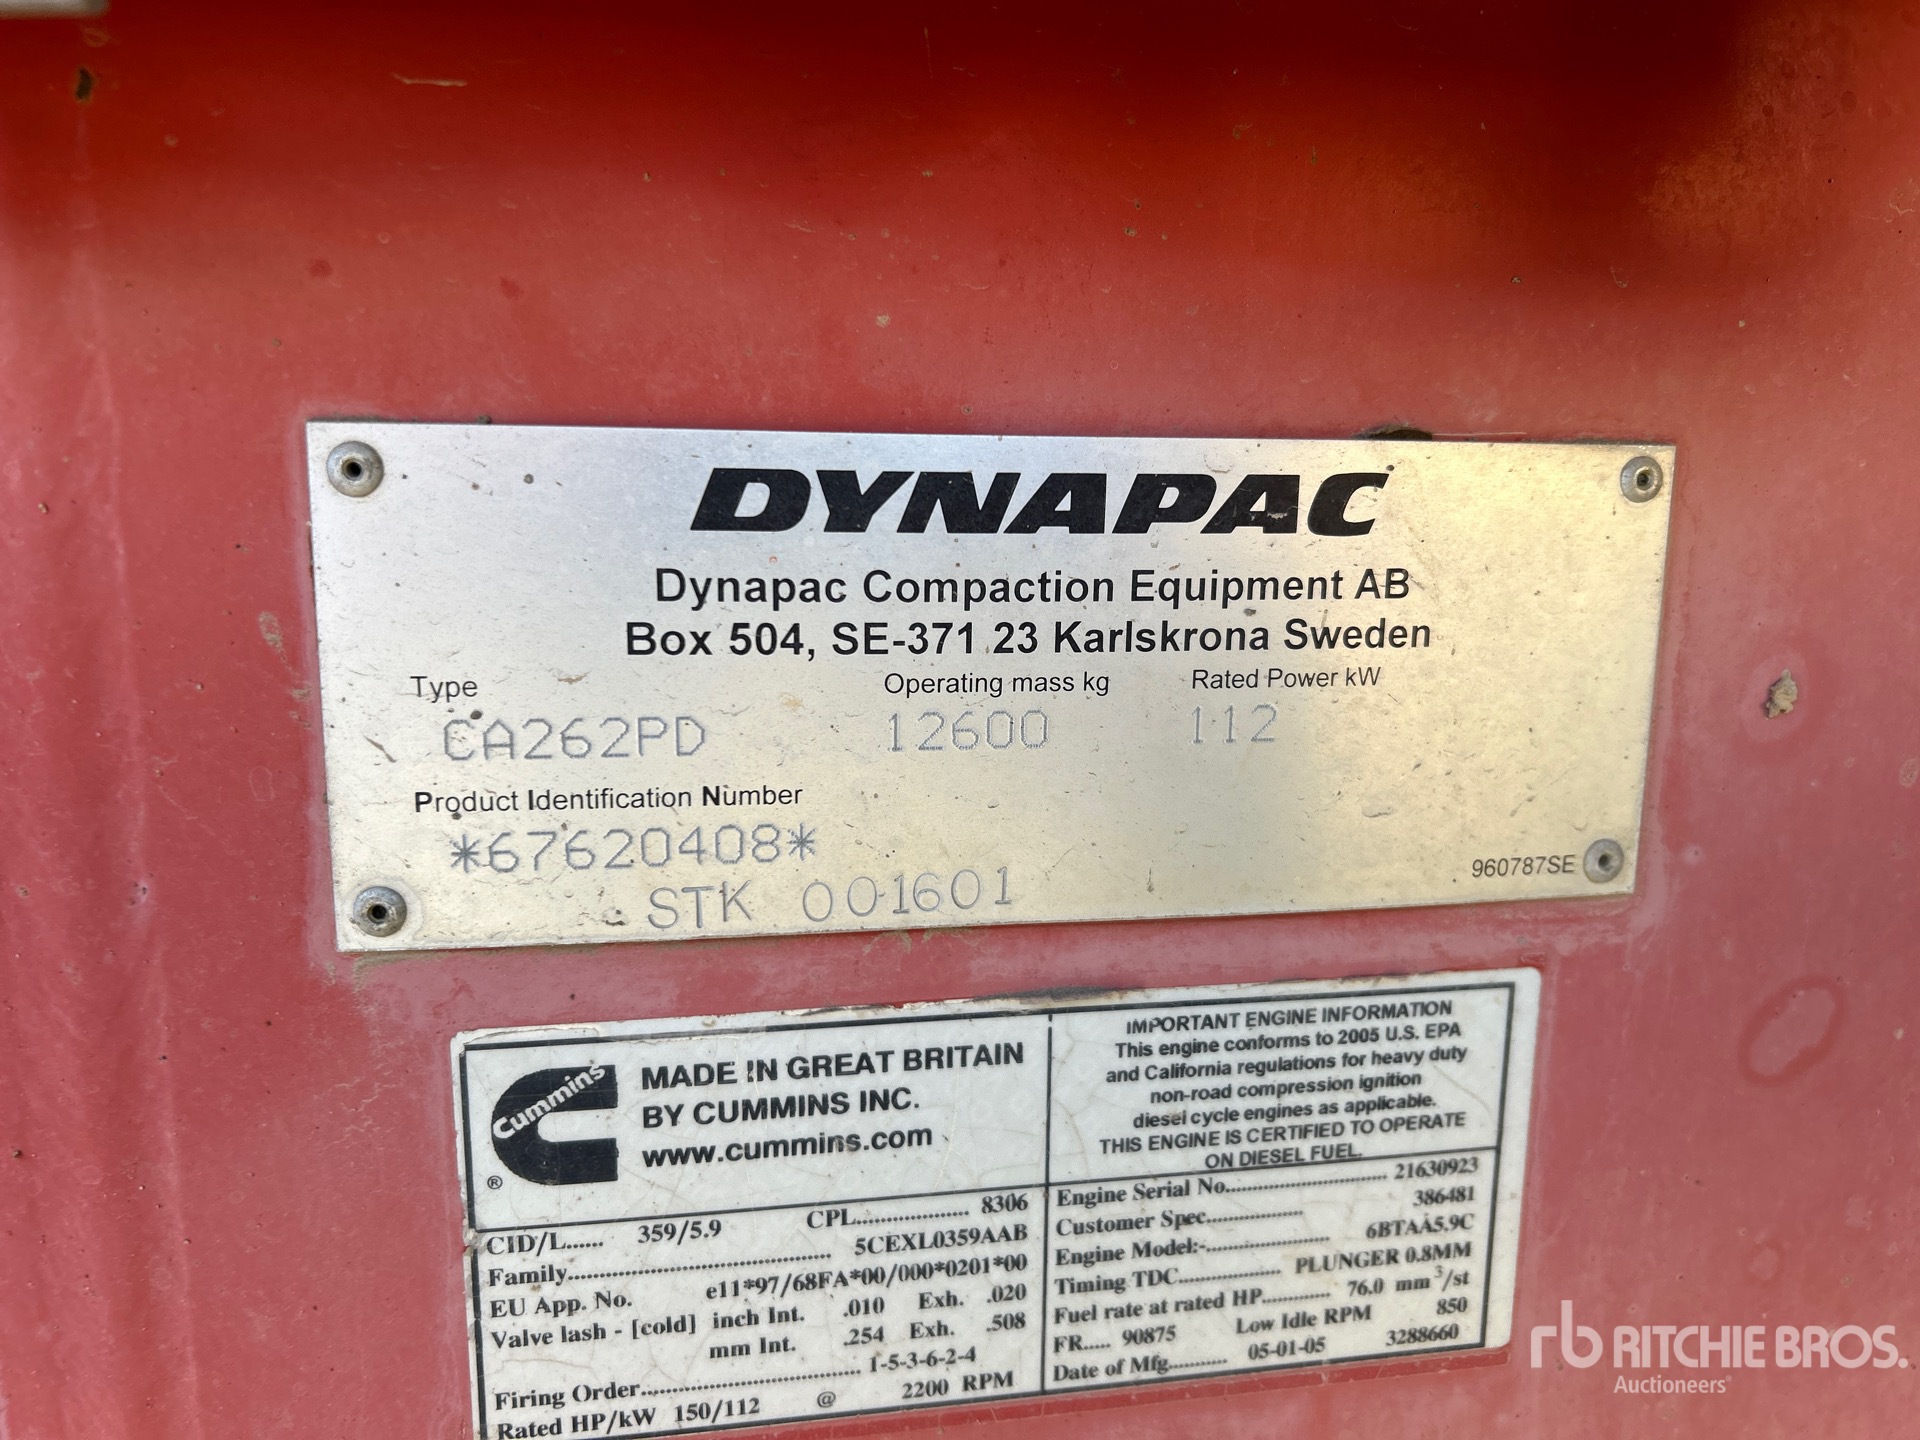 DYNAPAC
Dynapac Compaction Equipment AB
Box 504, SE-371 23 Karlskrona Sweden
Type Operating mass kg Rated Power kW
CA262PD 12600 112
Product Identification Number
*67620408*
STK 001601
960787SE
Cummins
®
MADE IN GREAT BRITAIN
BY CUMMINS INC.
www.cummins.com
IMPORTANT ENGINE INFORMATION
This engine conforms to 2005 U.S. EPA
and California regulations for heavy duty
non-road compression ignition
diesel cycle engines as applicable.
THIS ENGINE IS CERTIFIED TO OPERATE
ON DIESEL FUEL.
CID/L...... 359/5.9 CPL.................... 8306
Family.......................................... 5CEXL0359AAB
EU App. No. e11*97/68FA*00/000*0201*00
Valve lash - [cold] inch Int. .010 Exh. .020
mm Int. .254 Exh. .508
Firing Order.................................... 1-5-3-6-2-4
Rated HP/kW 150/112 @ 2200 RPM
Engine Serial No.............................. 21630923
Customer Spec.................. 386481
Engine Model:-....................... 6BTAA5.9C
Timing TDC................... PLUNGER 0.8MM
Fuel rate at rated HP............. 76.0 mm³/st
FR..... 90875 Low Idle RPM 850
Date of Mfg........... 05-01-05 3288660
rb RITCHIE BROS.
Auctioneers